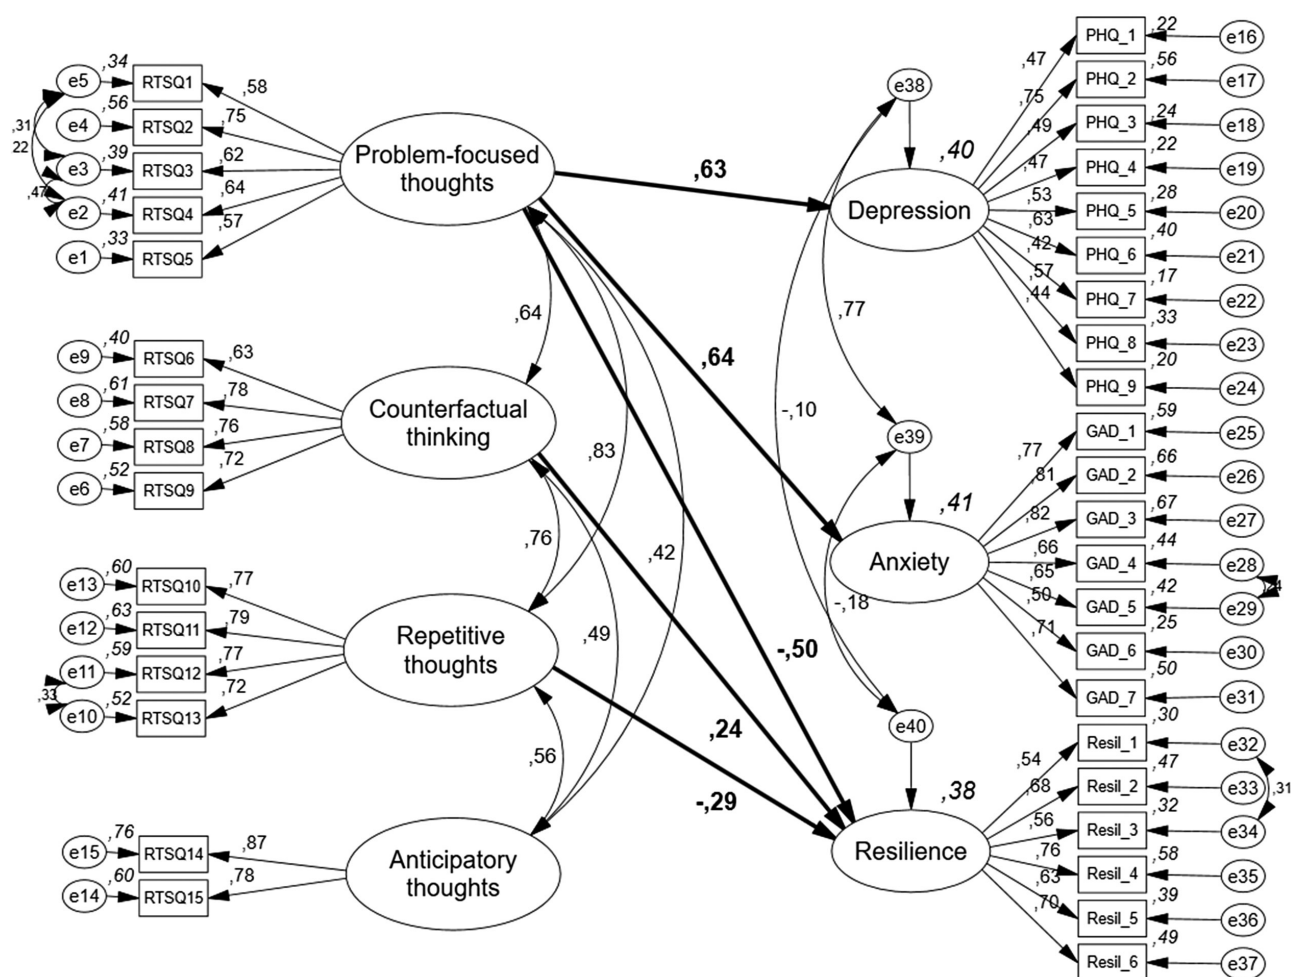 ,34
e5
RTSQ1
,58
,56
e4
RTSQ2
,75
,31
22
,39
e3
RTSQ3
,62
,47
,41
e2
RTSQ4
,64
,33
e1
RTSQ5
,57
Problem-focused
thoughts
,40
e9
RTSQ6
,63
,61
e8
RTSQ7
,78
,58
e7
RTSQ8
,76
,52
e6
RTSQ9
,72
Counterfactual
thinking
,60
e13
RTSQ10
,77
,63
e12
RTSQ11
,79
,59
e11
RTSQ12
,77
,33
,52
e10
RTSQ13
,72
Repetitive
thoughts
,76
e15
RTSQ14
,87
,60
e14
RTSQ15
,78
Anticipatory
thoughts
,64
,83
,76
,42
,49
,56
,63
,64
-,50
,24
-,29
e38
,40
Depression
,77
-,10
e39
,41
Anxiety
-,18
e40
,38
Resilience
,47
PHQ_1
,22
e16
,75
PHQ_2
,56
e17
,49
PHQ_3
,24
e18
,47
PHQ_4
,22
e19
,53
PHQ_5
,28
e20
,63
PHQ_6
,40
e21
,42
PHQ_7
,17
e22
,57
PHQ_8
,33
e23
,44
PHQ_9
,20
e24
,77
GAD_1
,59
e25
,81
GAD_2
,66
e26
,82
GAD_3
,67
e27
,66
GAD_4
,44
e28
,65
GAD_5
,42
e29
,50
GAD_6
,25
e30
,71
GAD_7
,50
e31
,54
Resil_1
,30
e32
,68
Resil_2
,47
e33
,31
,56
Resil_3
,32
e34
,76
Resil_4
,58
e35
,63
Resil_5
,39
e36
,70
Resil_6
,49
e37